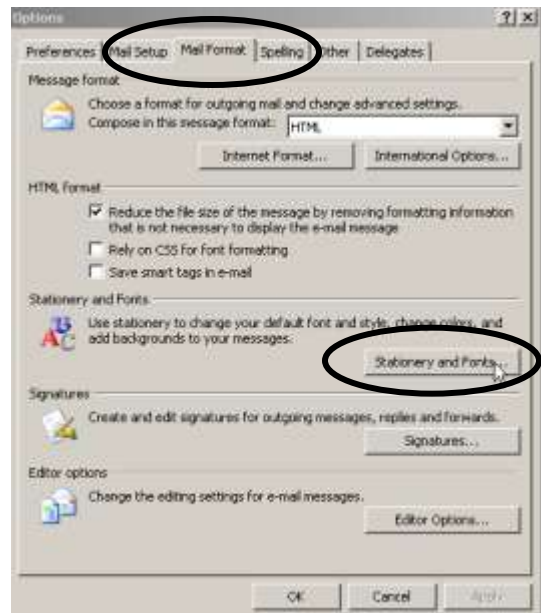 Options
Preferences Mail Setup Mail Format Spelling Other Delegates
Message format
Choose a format for outgoing mail and change advanced settings.
Compose in this message format: HTML
Internet Format... International Options...
HTML format
Reduce the file size of the message by removing formatting information
that is not necessary to display the e-mail message
Rely on CSS for font formatting
Save smart tags in e-mail
Stationery and Fonts
Use stationery to change your default font and style, change colors, and
add backgrounds to your messages.
Stationery and Fonts...
Signatures
Create and edit signatures for outgoing messages, replies and forwards.
Signatures...
Editor options
Change the editing settings for e-mail messages.
Editor Options...
OK Cancel Apply